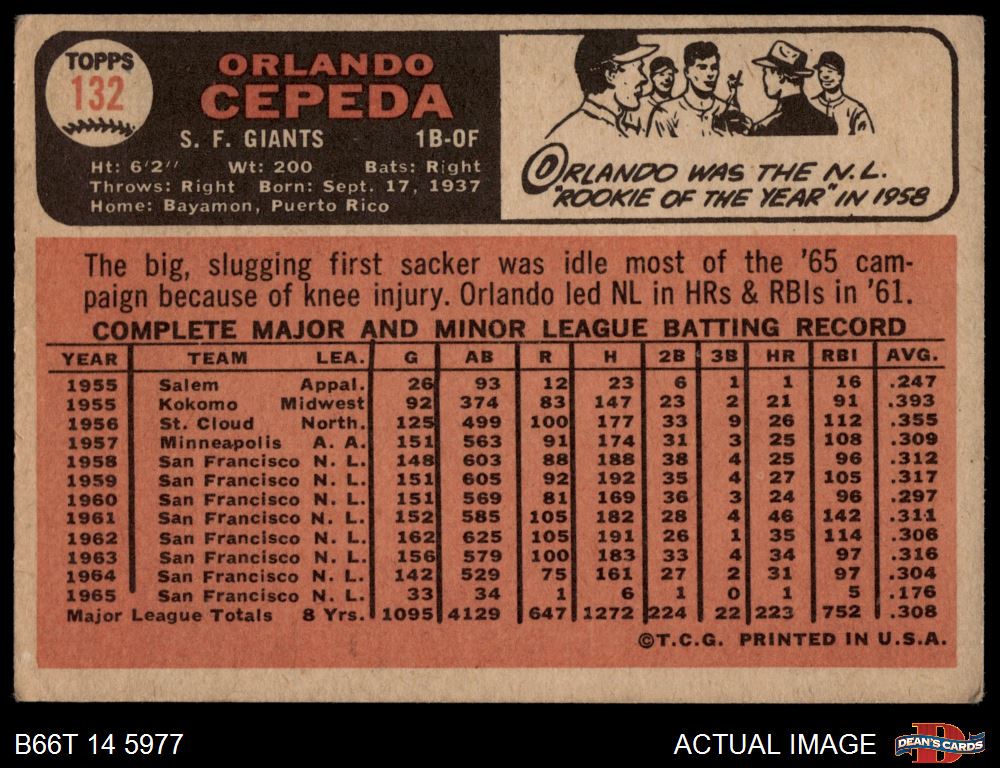 TOPPS
132
ORLANDO
CEPEDA
S. F. GIANTS 1B-OF
Ht: 6'2" Wt: 200 Bats: Right
Throws: Right Born: Sept. 17, 1937
Home: Bayamon, Puerto Rico
ORLANDO WAS THE N.L.
"ROOKIE OF THE YEAR" IN 1958
The big, slugging first sacker was idle most of the '65 cam-
paign because of knee injury. Orlando led NL in HRs & RBIs in '61.
COMPLETE MAJOR AND MINOR LEAGUE BATTING RECORD
YEAR TEAM LEA. G AB R H 2B 3B HR RBI AVG.
1955 Salem Appal. 26 93 12 23 6 1 1 16 .247
1955 Kokomo Midwest 92 374 83 147 23 2 21 91 .393
1956 St. Cloud North. 125 499 100 177 33 9 26 112 .355
1957 Minneapolis A. A. 151 563 91 174 31 3 25 108 .309
1958 San Francisco N. L. 148 603 88 188 38 4 25 96 .312
1959 San Francisco N. L. 151 605 92 192 35 4 27 105 .317
1960 San Francisco N. L. 151 569 81 169 36 3 24 96 .297
1961 San Francisco N. L. 152 585 105 182 28 4 46 142 .311
1962 San Francisco N. L. 162 625 105 191 26 1 35 114 .306
1963 San Francisco N. L. 156 579 100 183 33 4 34 97 .316
1964 San Francisco N. L. 142 529 75 161 27 2 31 97 .304
1965 San Francisco N. L. 33 34 1 6 1 0 1 5 .176
Major League Totals 8 Yrs. 1095 4129 647 1272 224 22 223 752 .308
©T.C.G. PRINTED IN U.S.A.
B66T 14 5977 ACTUAL IMAGE
DEAN'S CARDS